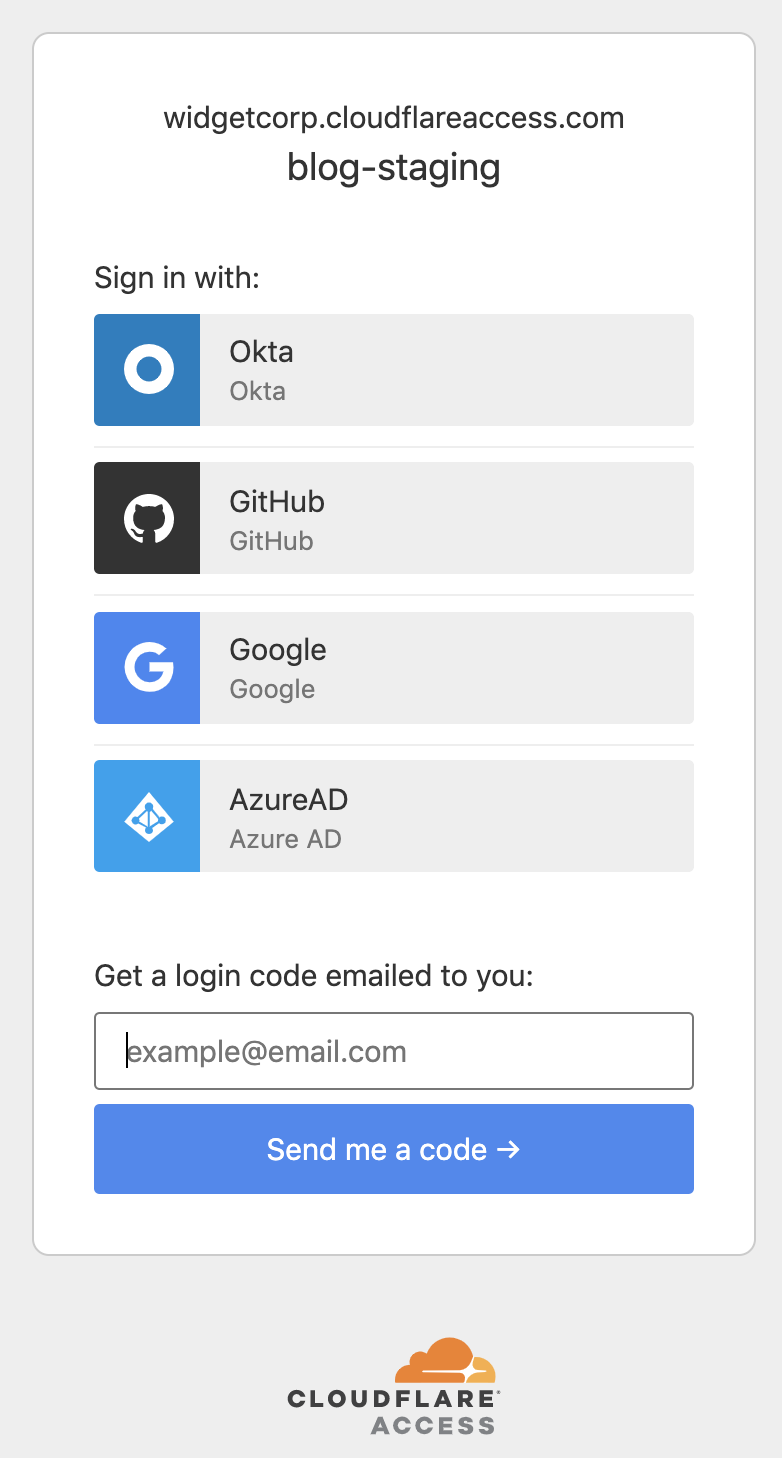 widgetcorp.cloudflareaccess.com
blog-staging
Sign in with:
Okta
Okta
GitHub
GitHub
Google
Google
AzureAD
Azure AD
Get a login code emailed to you:
example@email.com
Send me a code →
CLOUDFLARE
ACCESS